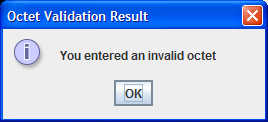 Octet Validation Result
You entered an invalid octet
OK